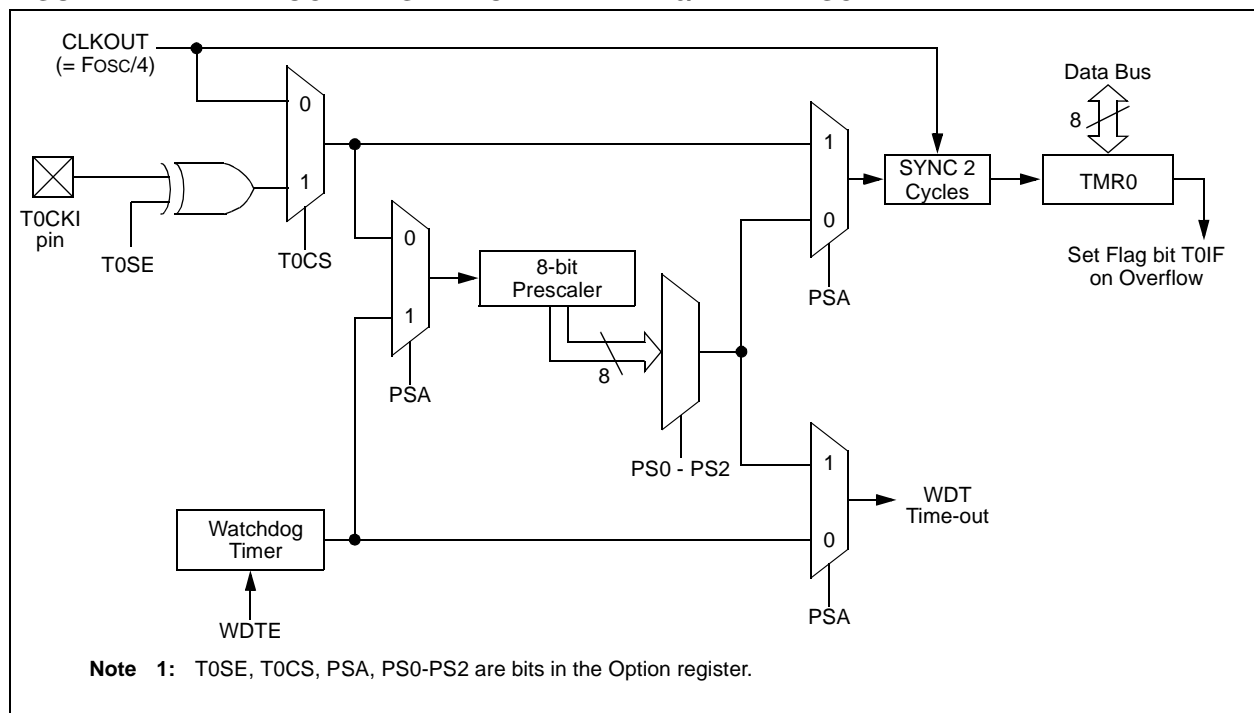 CLKOUT
(= FOSC/4)
Data Bus
8
0
1
T0CKI
pin
T0SE
T0CS
0
1
PSA
8-bit
Prescaler
8
PS0 - PS2
1
0
PSA
SYNC 2
Cycles
TMR0
Set Flag bit T0IF
on Overflow
1
0
PSA
WDT
Time-out
Watchdog
Timer
WDTE
Note 1: T0SE, T0CS, PSA, PS0-PS2 are bits in the Option register.